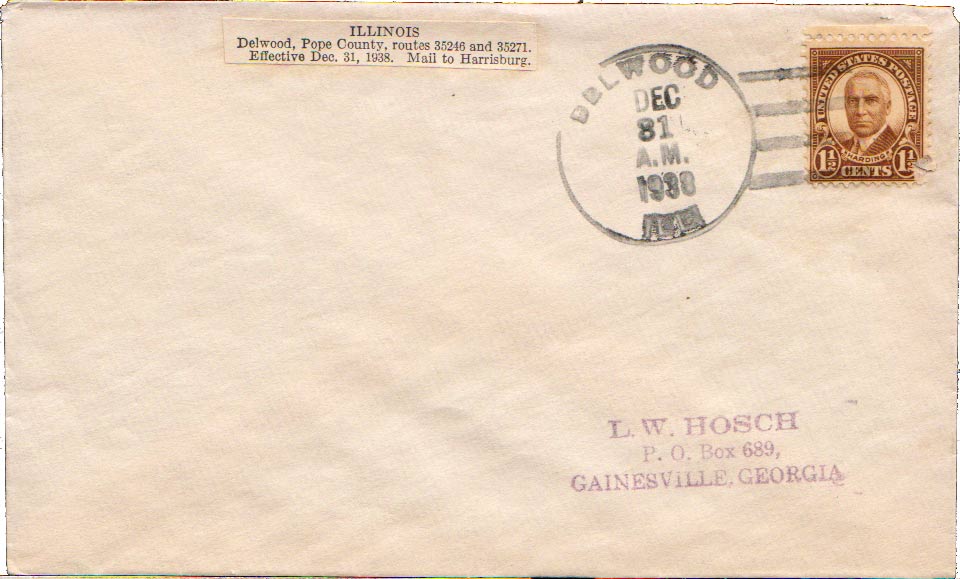 ILLINOIS
Delwood, Pope County, routes 35246 and 35271.
Effective Dec. 31, 1938. Mail to Harrisburg.
DELWOOD
DEC
31
A.M.
1938
UNITED STATES POSTAGE
HARDING
1½ CENTS 1½
L. W. HOSCH
P. O. Box 689,
GAINESVILLE, GEORGIA